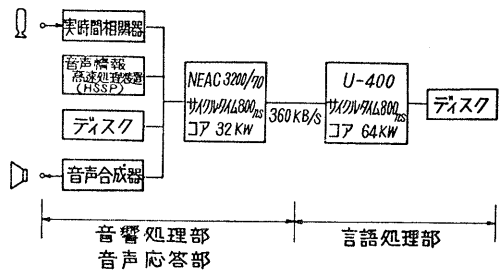 実時間相関器
音声情報
高速処理装置
(HSSP)
ディスク
音声合成器
NEAC 3200/70
サイクルタイム800ns
コア 32KW
360KB/s
U-400
サイクルタイム800ns
コア 64KW
ディスク
音響処理部
音声応答部
言語処理部